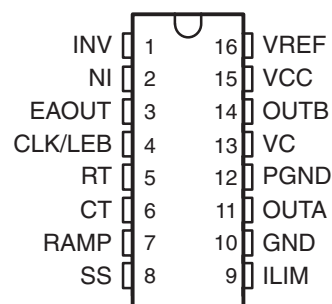 INV 1 16 VREF
NI 2 15 VCC
EAOUT 3 14 OUTB
CLK/LEB 4 13 VC
RT 5 12 PGND
CT 6 11 OUTA
RAMP 7 10 GND
SS 8 9 ILIM